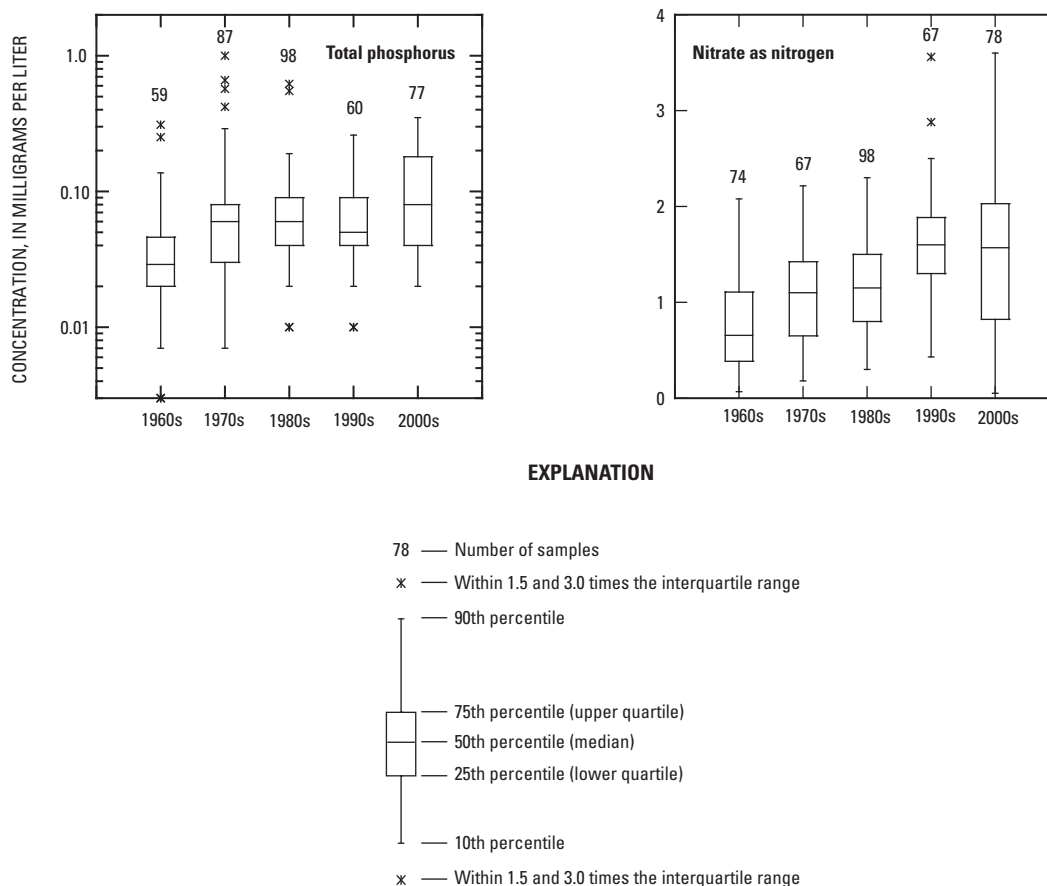 CONCENTRATION, IN MILLIGRAMS PER LITER
Total phosphorus
59
87
98
60
77
1.0
0.10
0.01
1960s 1970s 1980s 1990s 2000s
Nitrate as nitrogen
74
67
98
67
78
4
3
2
1
0
1960s 1970s 1980s 1990s 2000s
EXPLANATION
78 Number of samples
Within 1.5 and 3.0 times the interquartile range
90th percentile
75th percentile (upper quartile)
50th percentile (median)
25th percentile (lower quartile)
10th percentile
Within 1.5 and 3.0 times the interquartile range